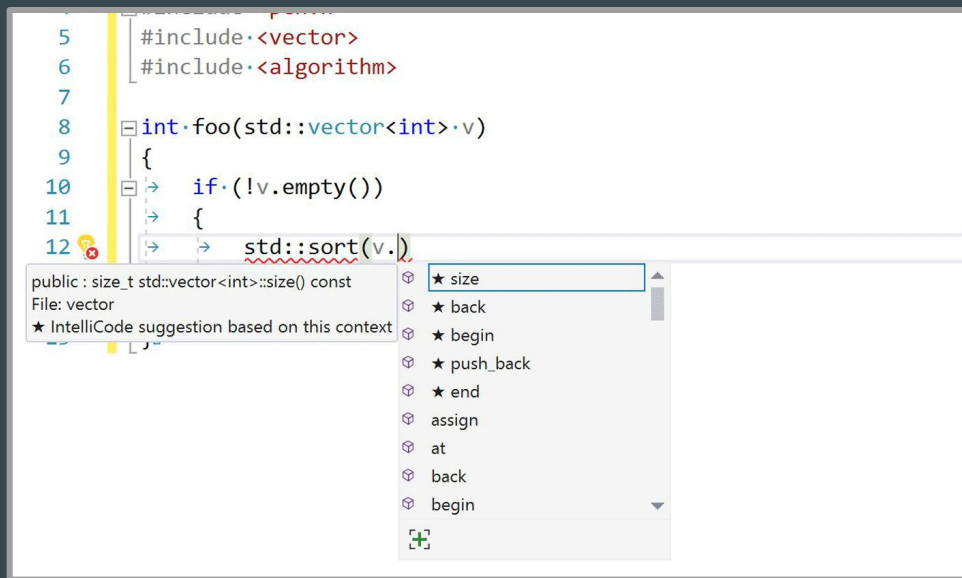 5 #include <vector>
6 #include <algorithm>
7
8 int foo(std::vector<int> v)
9 {
10 if (!v.empty())
11 {
12 std::sort(v.)
public : size_t std::vector<int>::size() const
File: vector
★ IntelliCode suggestion based on this context
★ size
★ back
★ begin
★ push_back
★ end
assign
at
back
begin